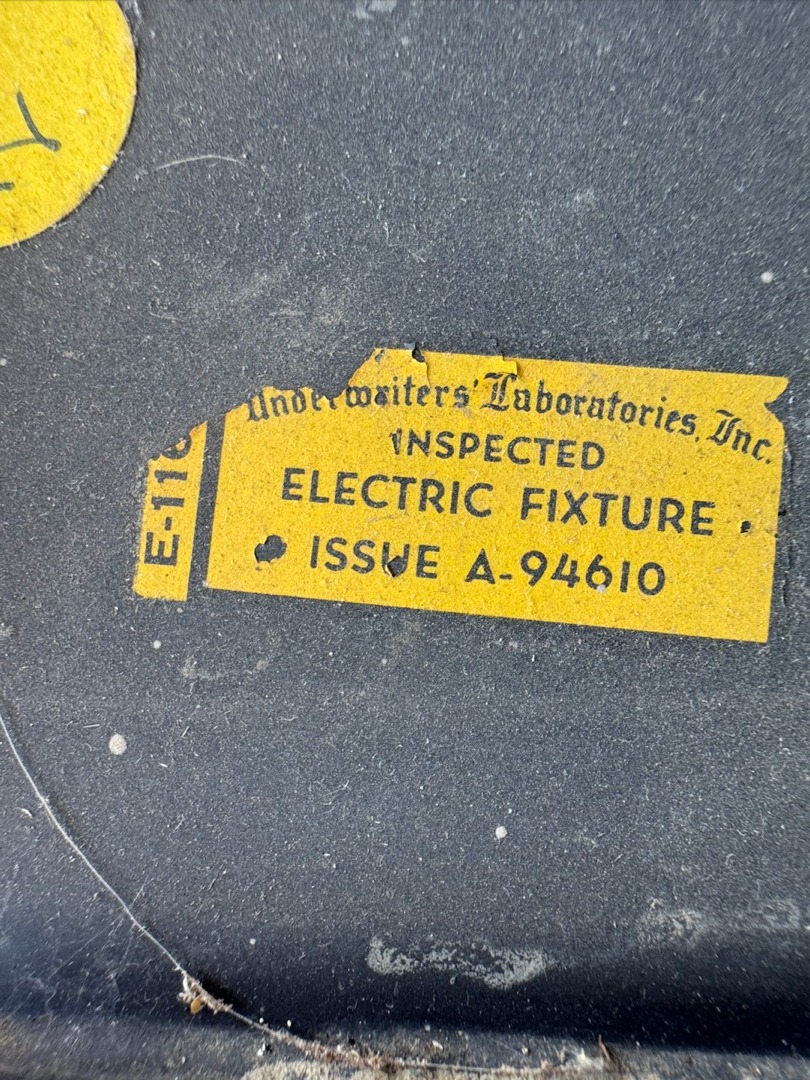 Underwriters' Laboratories, Inc.
INSPECTED
ELECTRIC FIXTURE
ISSUE A-94610